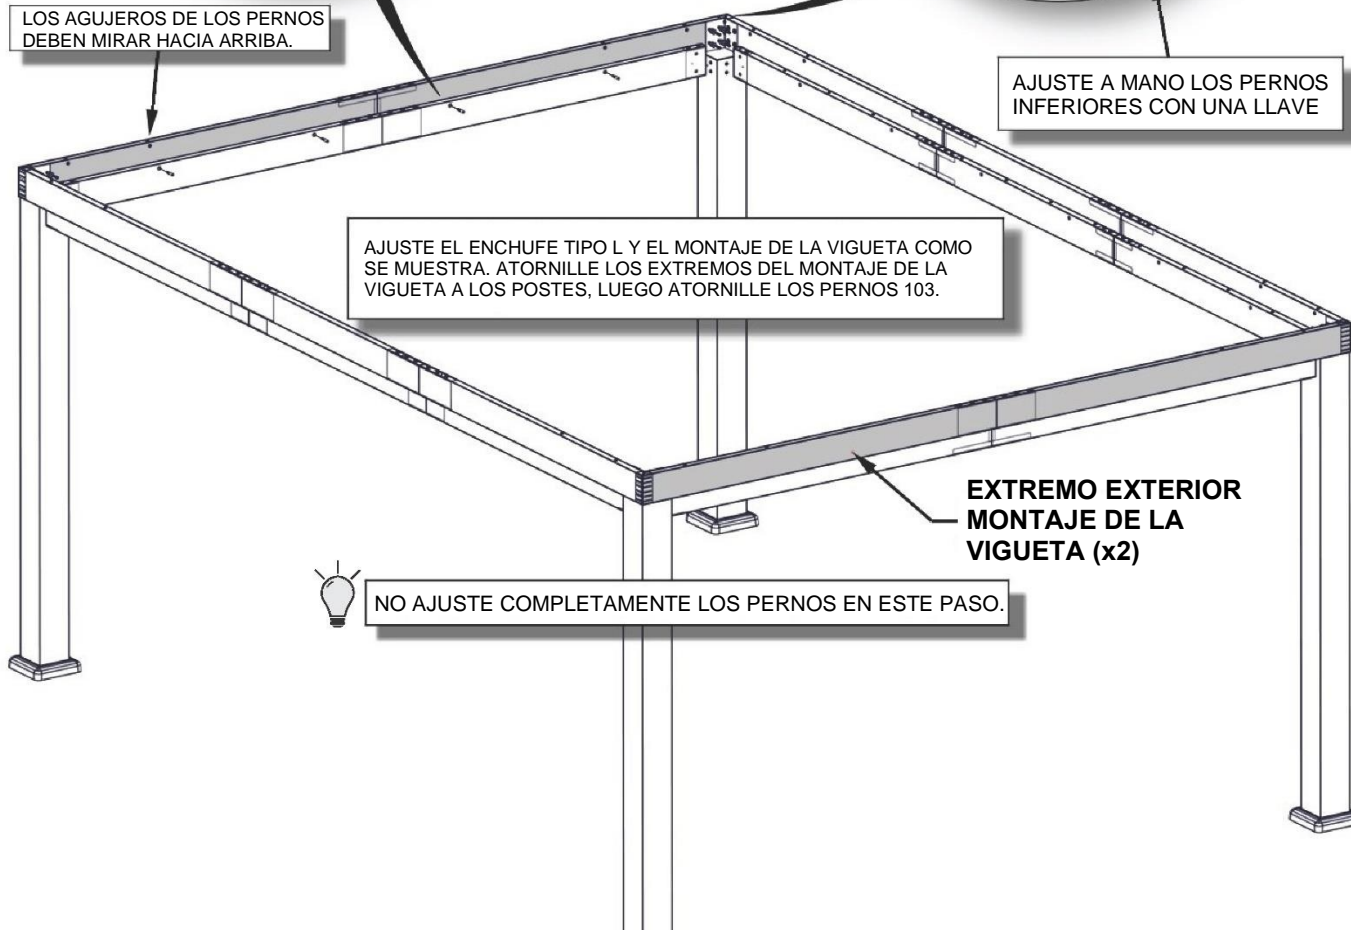 LOS AGUJEROS DE LOS PERNOS
DEBEN MIRAR HACIA ARRIBA.
AJUSTE A MANO LOS PERNOS
INFERIORES CON UNA LLAVE
AJUSTE EL ENCHUFE TIPO L Y EL MONTAJE DE LA VIGUETA COMO
SE MUESTRA. ATORNILLE LOS EXTREMOS DEL MONTAJE DE LA
VIGUETA A LOS POSTES, LUEGO ATORNILLE LOS PERNOS 103.
EXTREMO EXTERIOR
MONTAJE DE LA
VIGUETA (x2)
NO AJUSTE COMPLETAMENTE LOS PERNOS EN ESTE PASO.